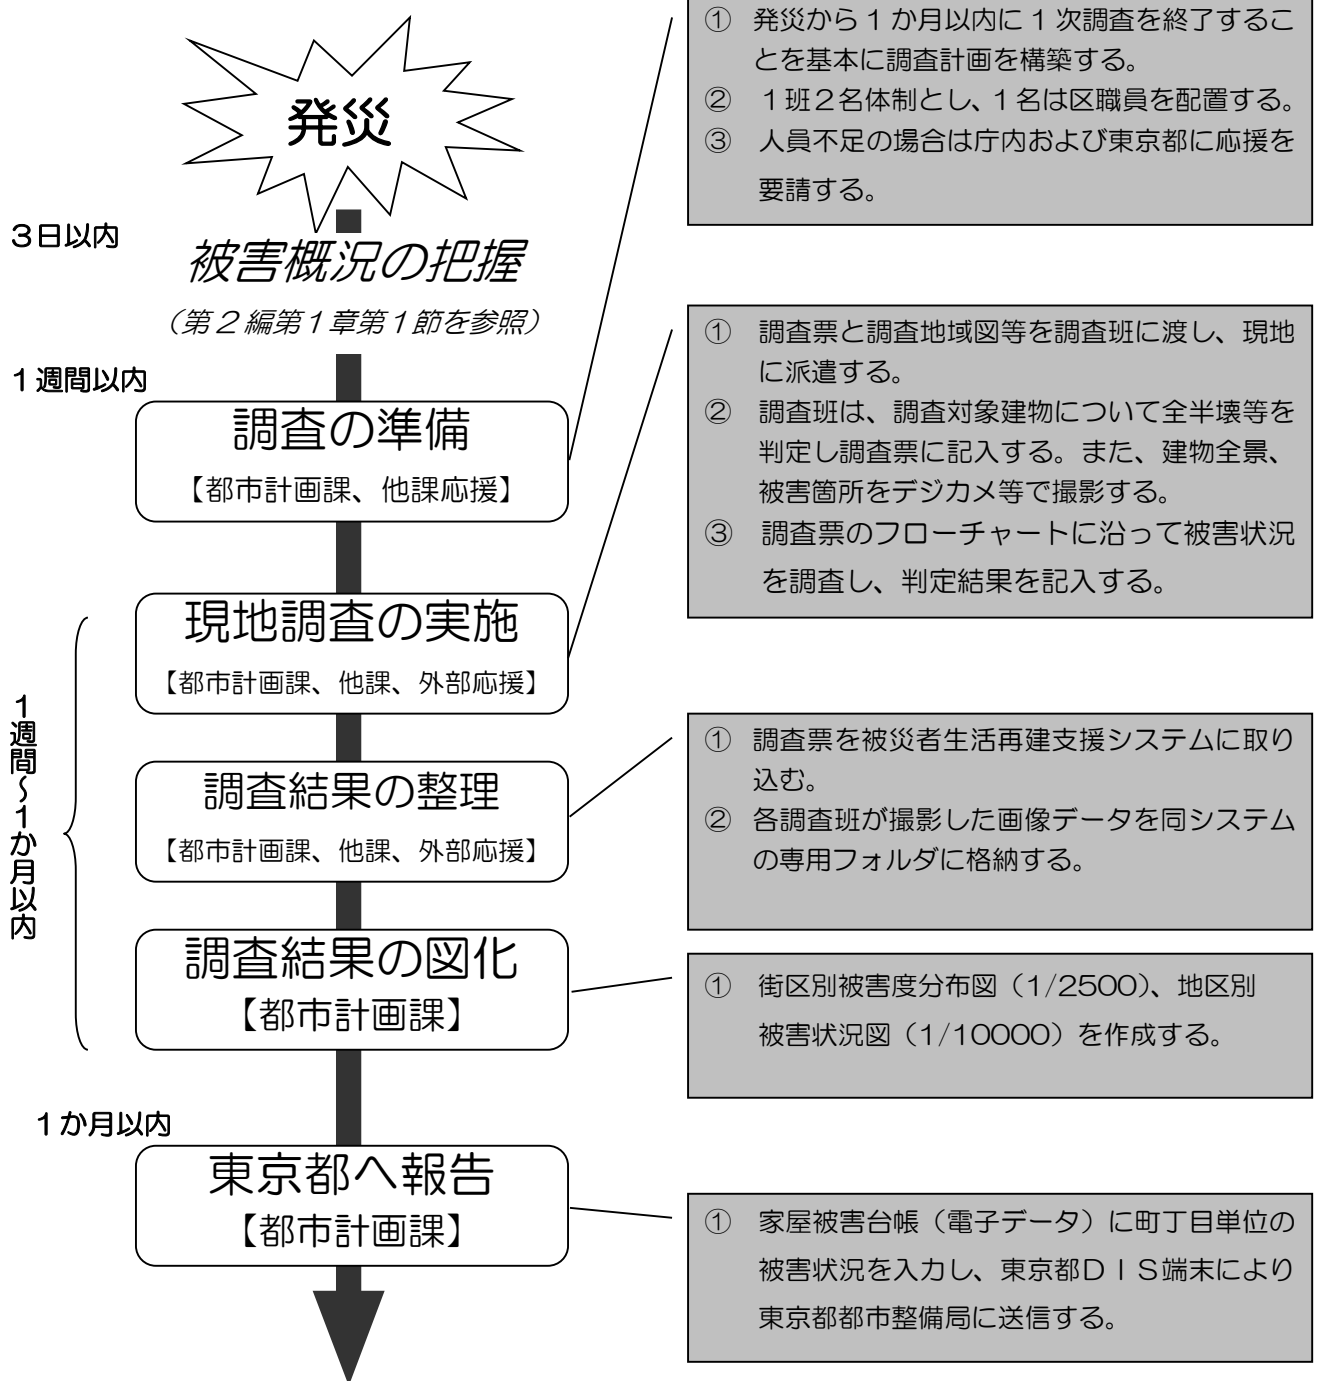 発災
3日以内
被害概況の把握
（第２編第１章第１節を参照）
1週間以内
調査の準備
【都市計画課、他課応援】
① 発災から１か月以内に１次調査を終了するこ
とを基本に調査計画を構築する。
② １班２名体制とし、１名は区職員を配置する。
③ 人員不足の場合は庁内および東京都に応援を
要請する。
1週間～1か月以内
現地調査の実施
【都市計画課、他課、外部応援】
① 調査票と調査地域図等を調査班に渡し、現地
に派遣する。
② 調査班は、調査対象建物について全半壊等を
判定し調査票に記入する。また、建物全景、
被害箇所をデジカメ等で撮影する。
③ 調査票のフローチャートに沿って被害状況
を調査し、判定結果を記入する。
調査結果の整理
【都市計画課、他課、外部応援】
① 調査票を被災者生活再建支援システムに取り
込む。
② 各調査班が撮影した画像データを同システム
の専用フォルダに格納する。
調査結果の図化
【都市計画課】
① 街区別被害度分布図（1/2500）、地区別
被害状況図（1/10000）を作成する。
1か月以内
東京都へ報告
【都市計画課】
① 家屋被害台帳（電子データ）に町丁目単位の
被害状況を入力し、東京都ＤＩＳ端末により
東京都都市整備局に送信する。